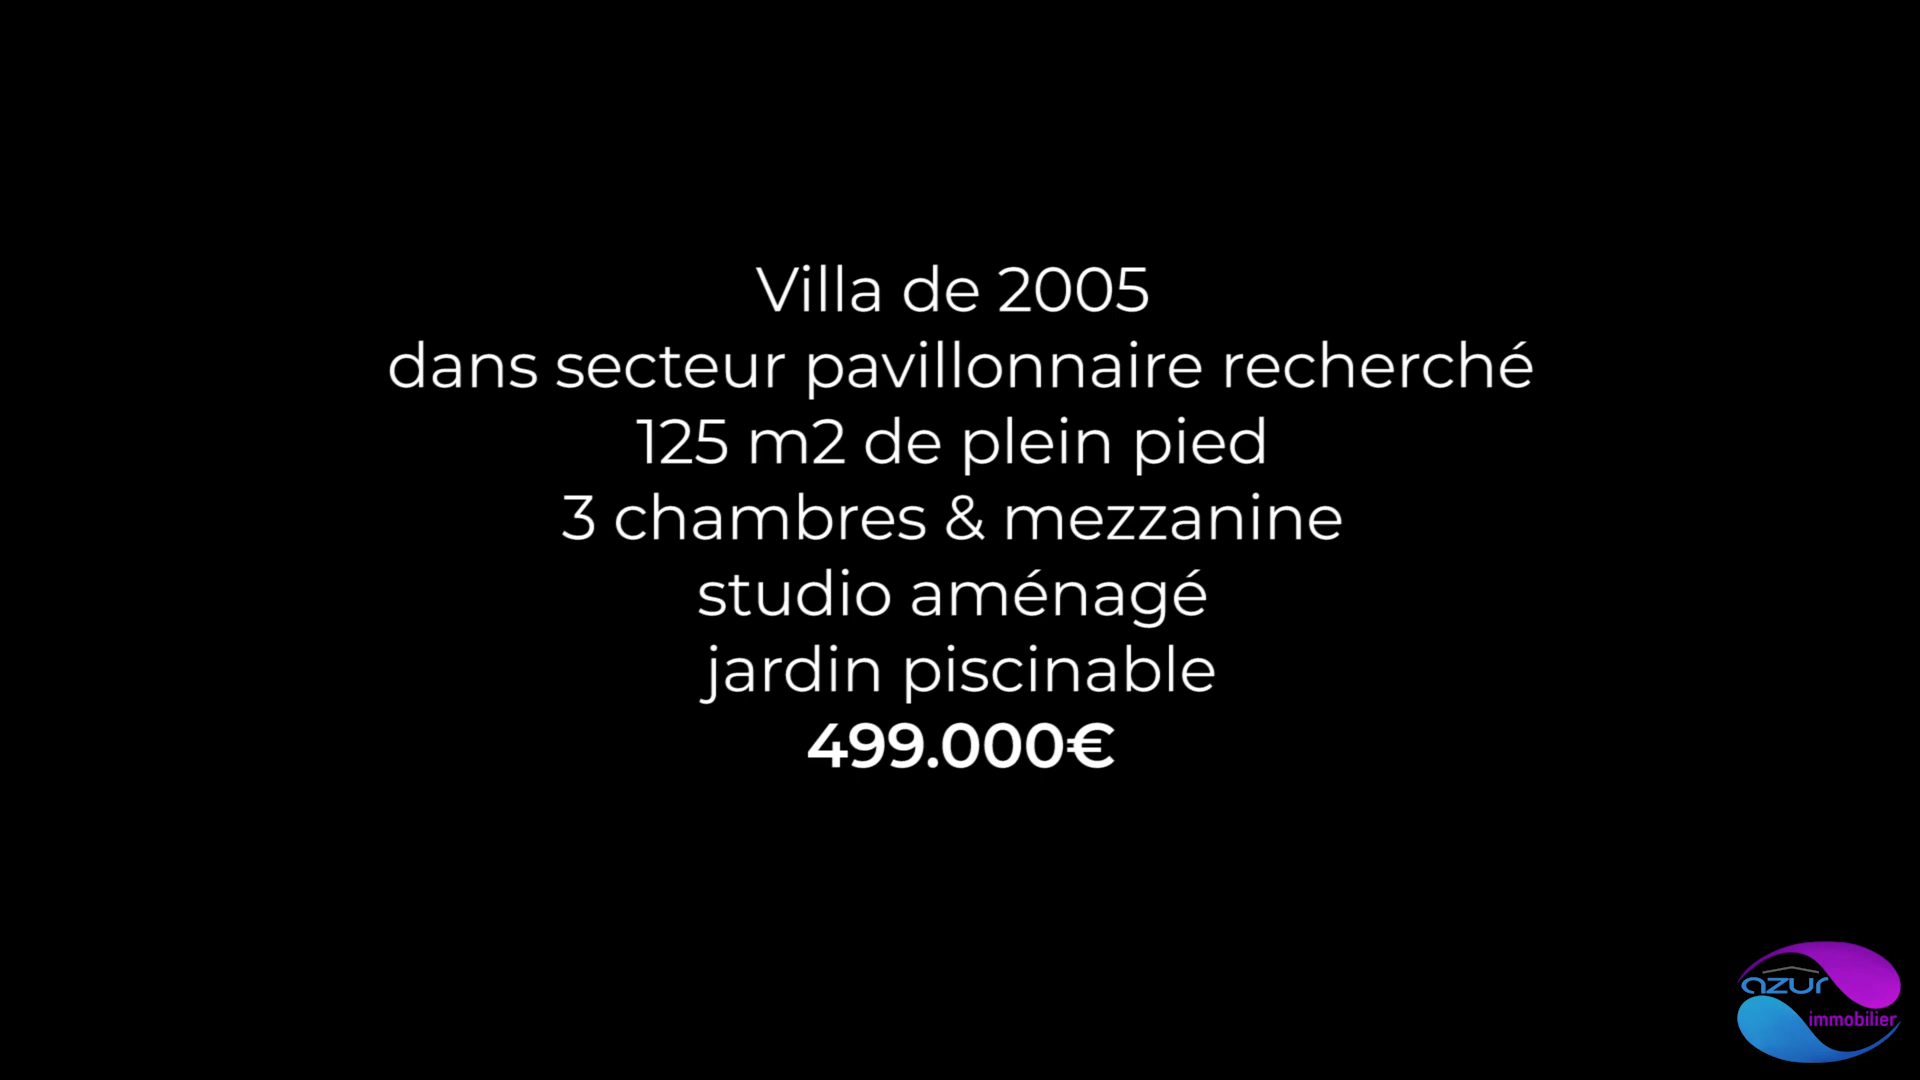 Villa de 2005
dans secteur pavillonnaire recherché
125 m2 de plein pied
3 chambres & mezzanine
studio aménagé
jardin piscinable
499.000€
azur
immobilier